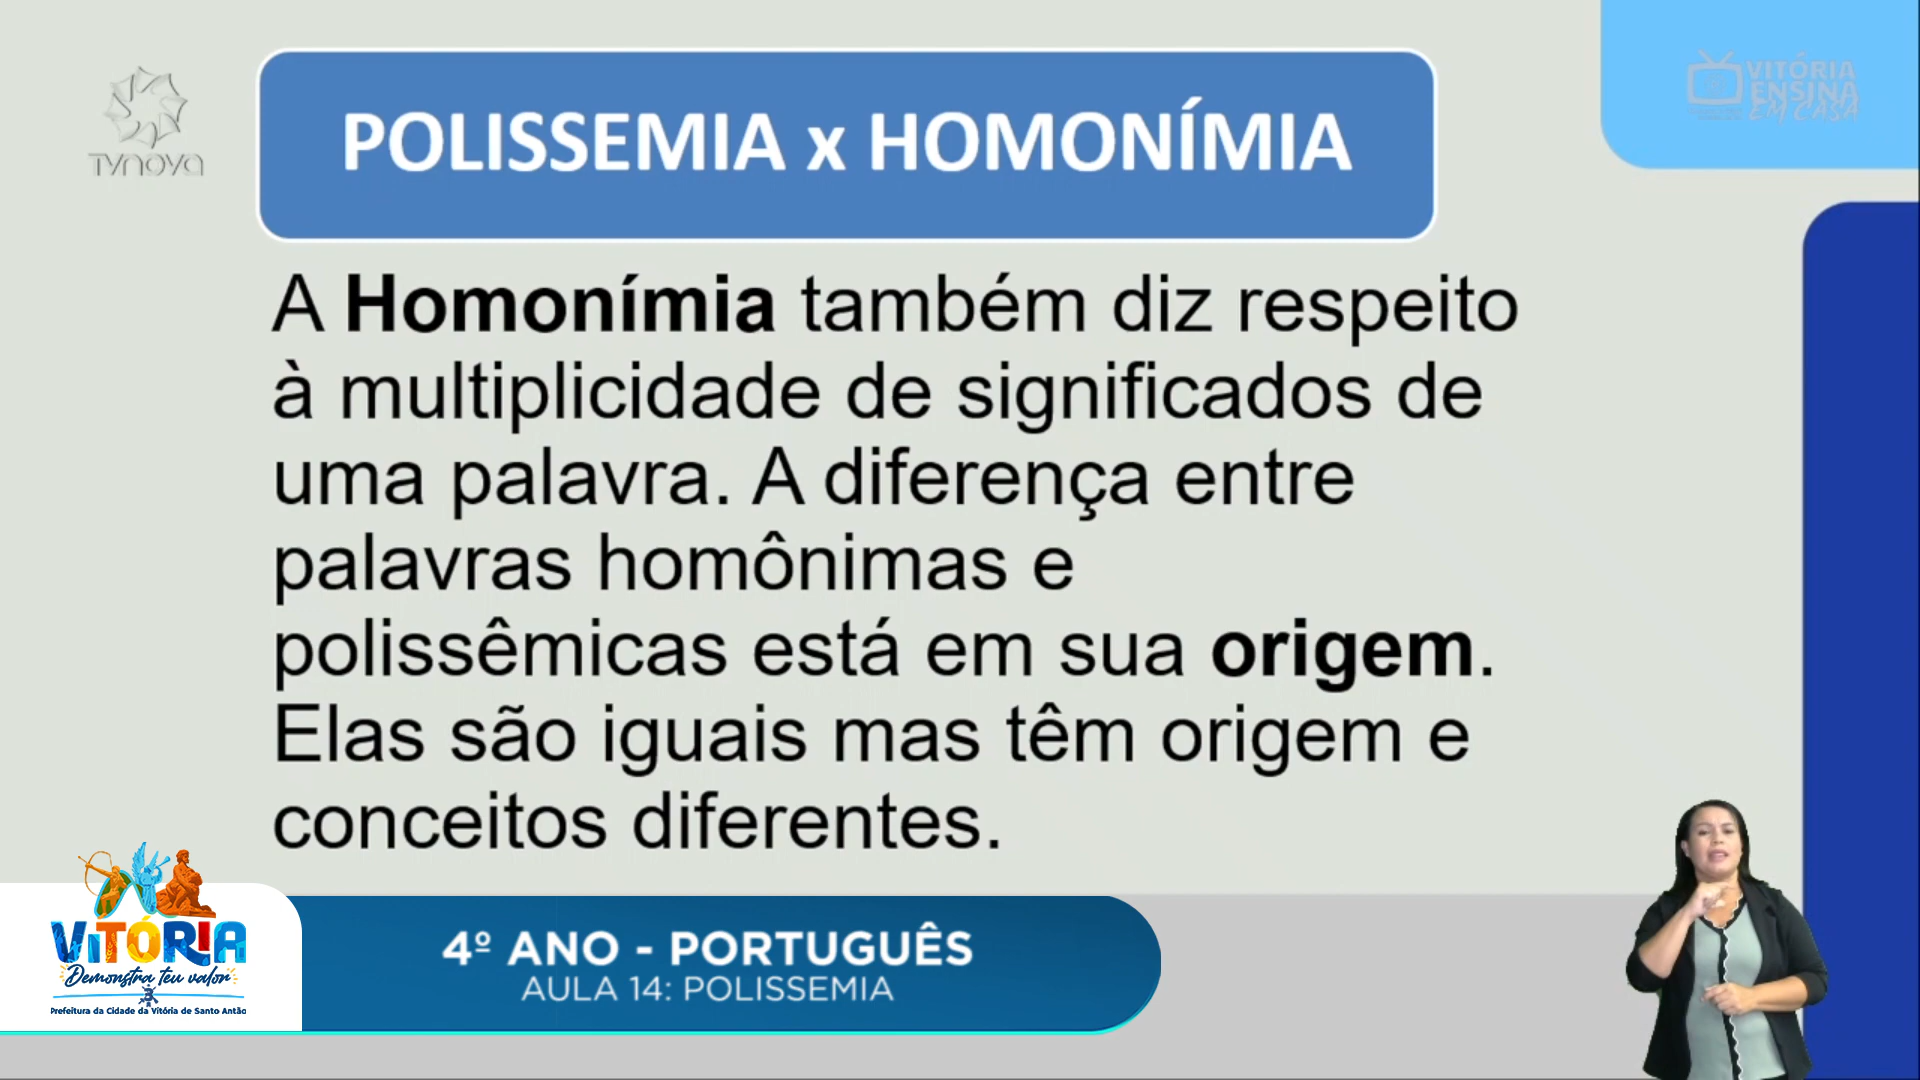 TVNOVA
VITÓRIA
ENSINA
EM CASA
POLISSEMIA x HOMONÍMIA
A Homonímia também diz respeito
à multiplicidade de significados de
uma palavra. A diferença entre
palavras homônimas e
polissêmicas está em sua origem.
Elas são iguais mas têm origem e
conceitos diferentes.
VITÓRIA
Demonstra teu valor
Prefeitura da Cidade da Vitória de Santo Antão
4º ANO - PORTUGUÊS
AULA 14: POLISSEMIA